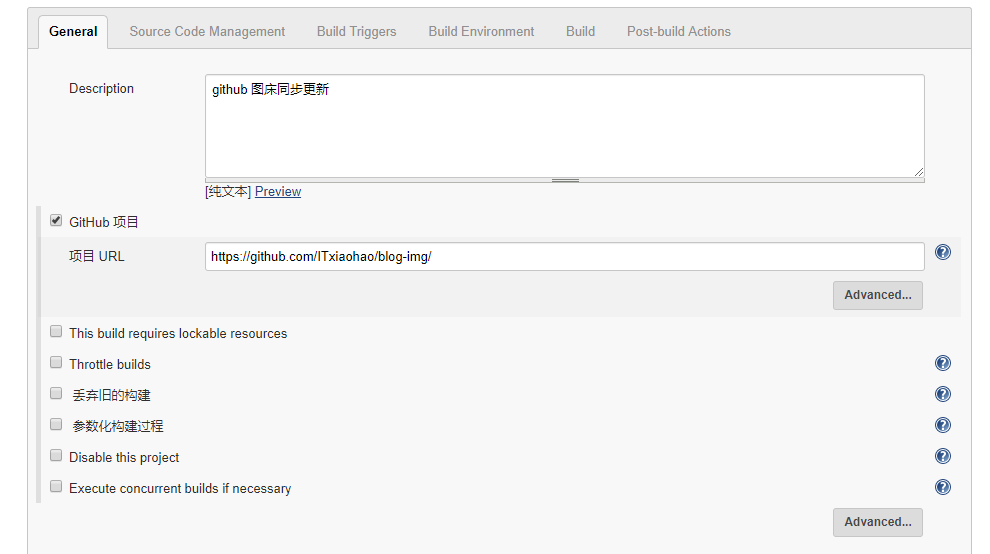 General Source Code Management Build Triggers Build Environment Build Post-build Actions
Description
github 图床同步更新
[纯文本] Preview
GitHub 项目
项目 URL
https://github.com/ITxiaohao/blog-img/
Advanced...
This build requires lockable resources
Throttle builds
丢弃旧的构建
参数化构建过程
Disable this project
Execute concurrent builds if necessary
Advanced...